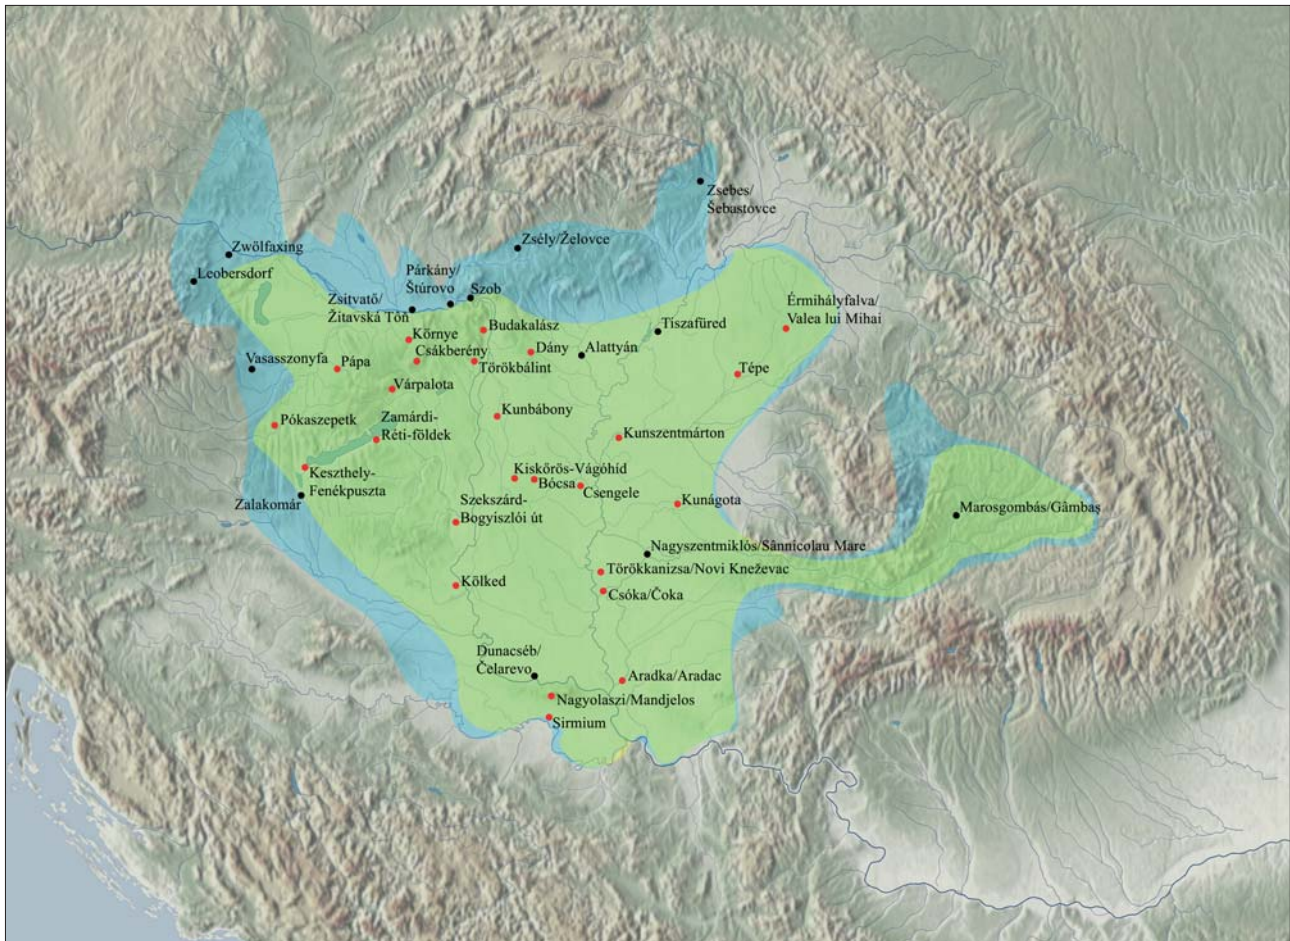 Zsebes/
Šebastovce
Zsély/Želovce
Zwölfaxing
Leobersdorf
Párkány/
Štúrovo
Szob
Zsitvatő/
Žitavská Tôň
Érmihályfalva/
Valea lui Mihai
Környe
Budakalász
Tiszafüred
Csákberény
Dány
Alattyán
Törökbálint
Vasasszonyfa
Pápa
Tépe
Várpalota
Kunbábony
Pókaszepetk
Zamárdi-
Réti-földek
Kunszentmárton
Keszthely-
Fenékpuszta
Kiskőrös-Vágóhíd
Bócsa
Csengele
Zalakomár
Szekszárd-
Bogyiszlói út
Kunágota
Marosgombás/Gâmbaş
Nagyszentmiklós/Sânnicolau Mare
Törökkanizsa/Novi Kneževac
Kölked
Csóka/Čoka
Dunacséb/
Čelarevo
Aradka/Aradac
Nagyolaszi/Mandjelos
Sirmium